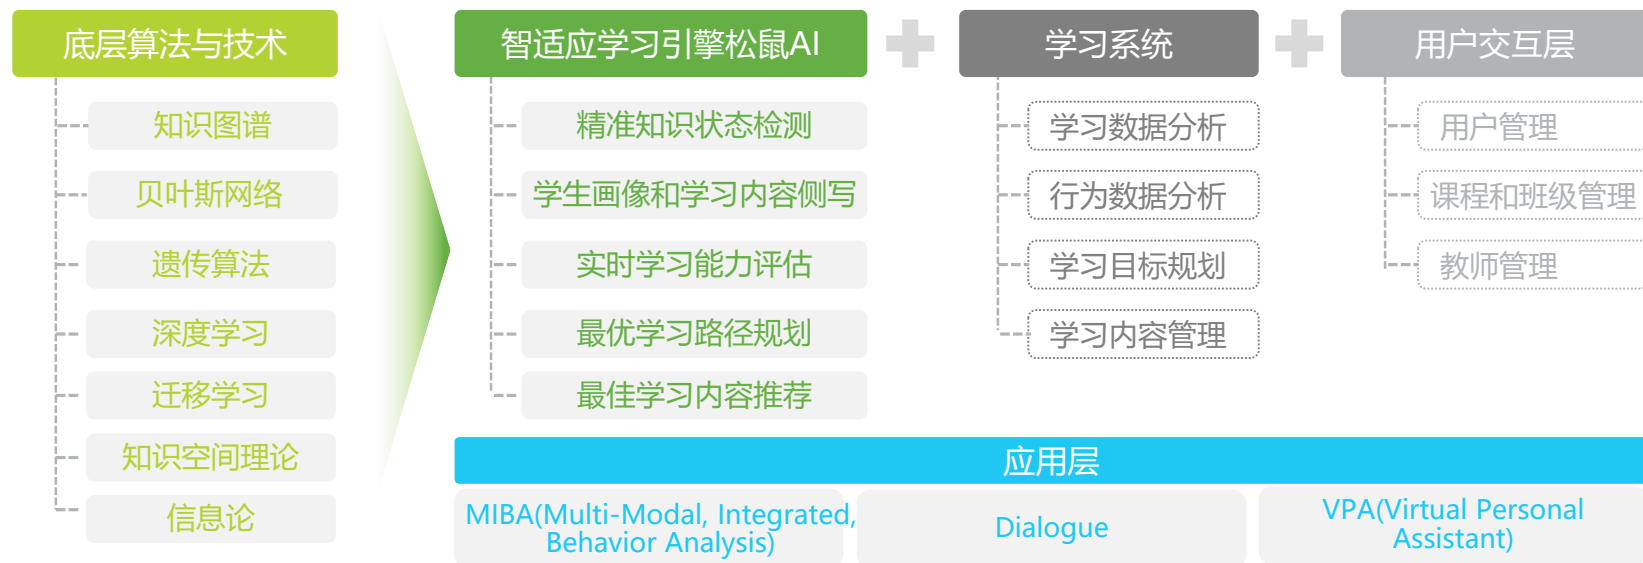 底层算法与技术
知识图谱
贝叶斯网络
遗传算法
深度学习
迁移学习
知识空间理论
信息论
智适应学习引擎松鼠AI
精准知识状态检测
学生画像和学习内容侧写
实时学习能力评估
最优学习路径规划
最佳学习内容推荐
学习系统
学习数据分析
行为数据分析
学习目标规划
学习内容管理
用户交互层
用户管理
课程和班级管理
教师管理
应用层
MIBA(Multi-Modal, Integrated,
Behavior Analysis)
Dialogue
VPA(Virtual Personal
Assistant)